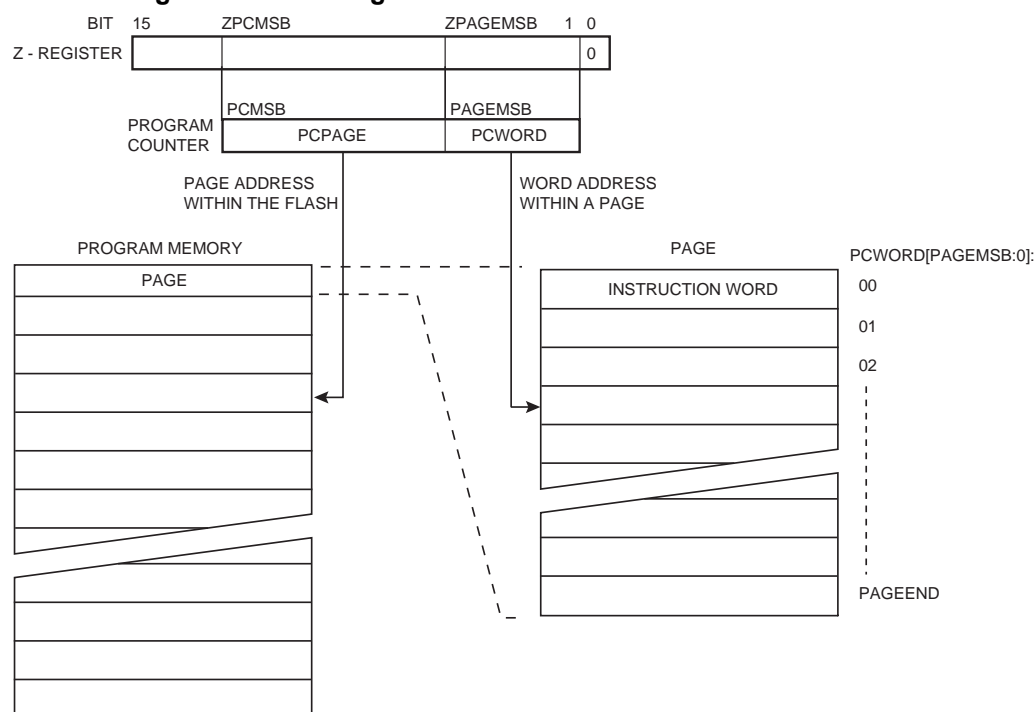 BIT 15 ZPCMSB ZPAGEMSB 1 0
Z - REGISTER 0
PCMSB PAGEMSB
PROGRAM
COUNTER
PCPAGE PCWORD
PAGE ADDRESS
WITHIN THE FLASH
WORD ADDRESS
WITHIN A PAGE
PROGRAM MEMORY PAGE PCWORD[PAGEMSB:0]:
PAGE INSTRUCTION WORD 00
01
02
PAGEEND